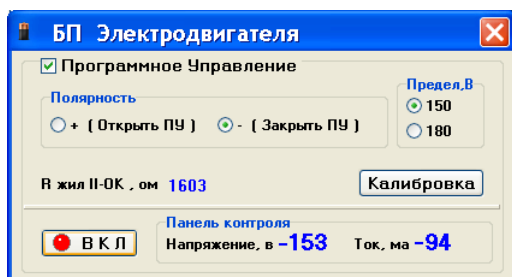 БП Электродвигателя
Программное Управление
Полярность
+ ( Открыть ПУ ) - ( Закрыть ПУ )
Предел,В
150
180
R жил II-ОК , ом 1603
Калибровка
В К Л
Панель контроля
Напряжение, в -153 Ток, ма -94